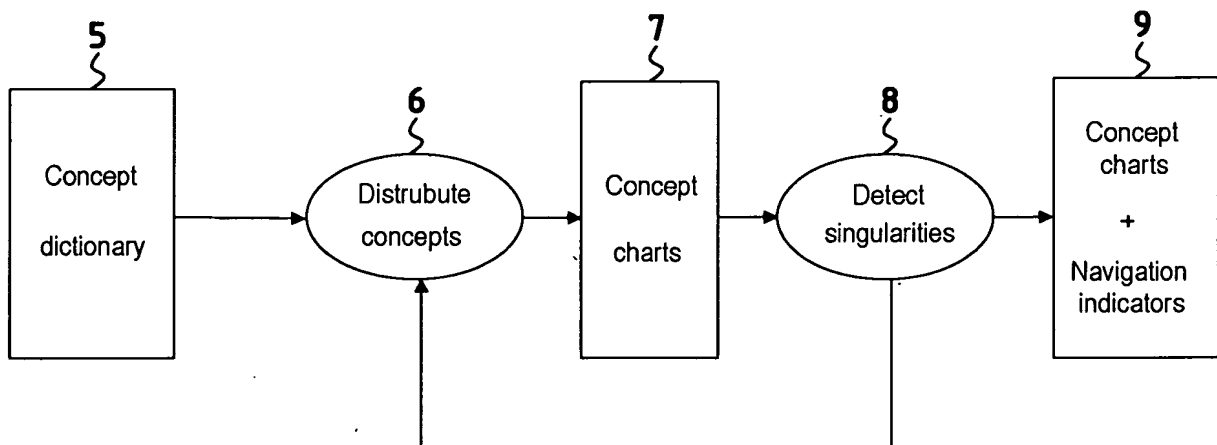 5
Concept
dictionary
6
Distrubute
concepts
7
Concept
charts
8
Detect
singularities
9
Concept
charts
+
Navigation
indicators